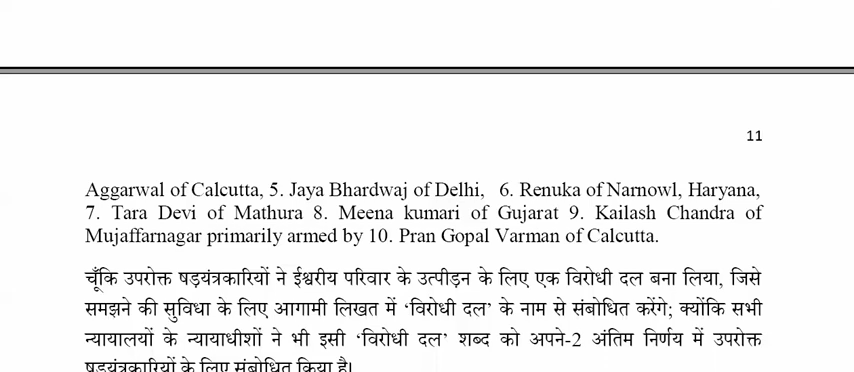 11
Aggarwal of Calcutta, 5. Jaya Bhardwaj of Delhi, 6. Renuka of Narnowl, Haryana,
7. Tara Devi of Mathura 8. Meena kumari of Gujarat 9. Kailash Chandra of
Mujaffarnagar primarily armed by 10. Pran Gopal Varman of Calcutta.
चूँकि उपरोक्त षड़यंत्रकारियों ने ईश्वरीय परिवार के उत्पीड़न के लिए एक विरोधी दल बना लिया, जिसे
समझने की सुविधा के लिए आगामी लिखत में ‘विरोधी दल’ के नाम से संबोधित करेंगे; क्योंकि सभी
न्यायालयों के न्यायाधीशों ने भी इसी ‘विरोधी दल’ शब्द को अपने-2 अंतिम निर्णय में उपरोक्त
षड़यंत्रकारियों के लिए संबोधित किया है।